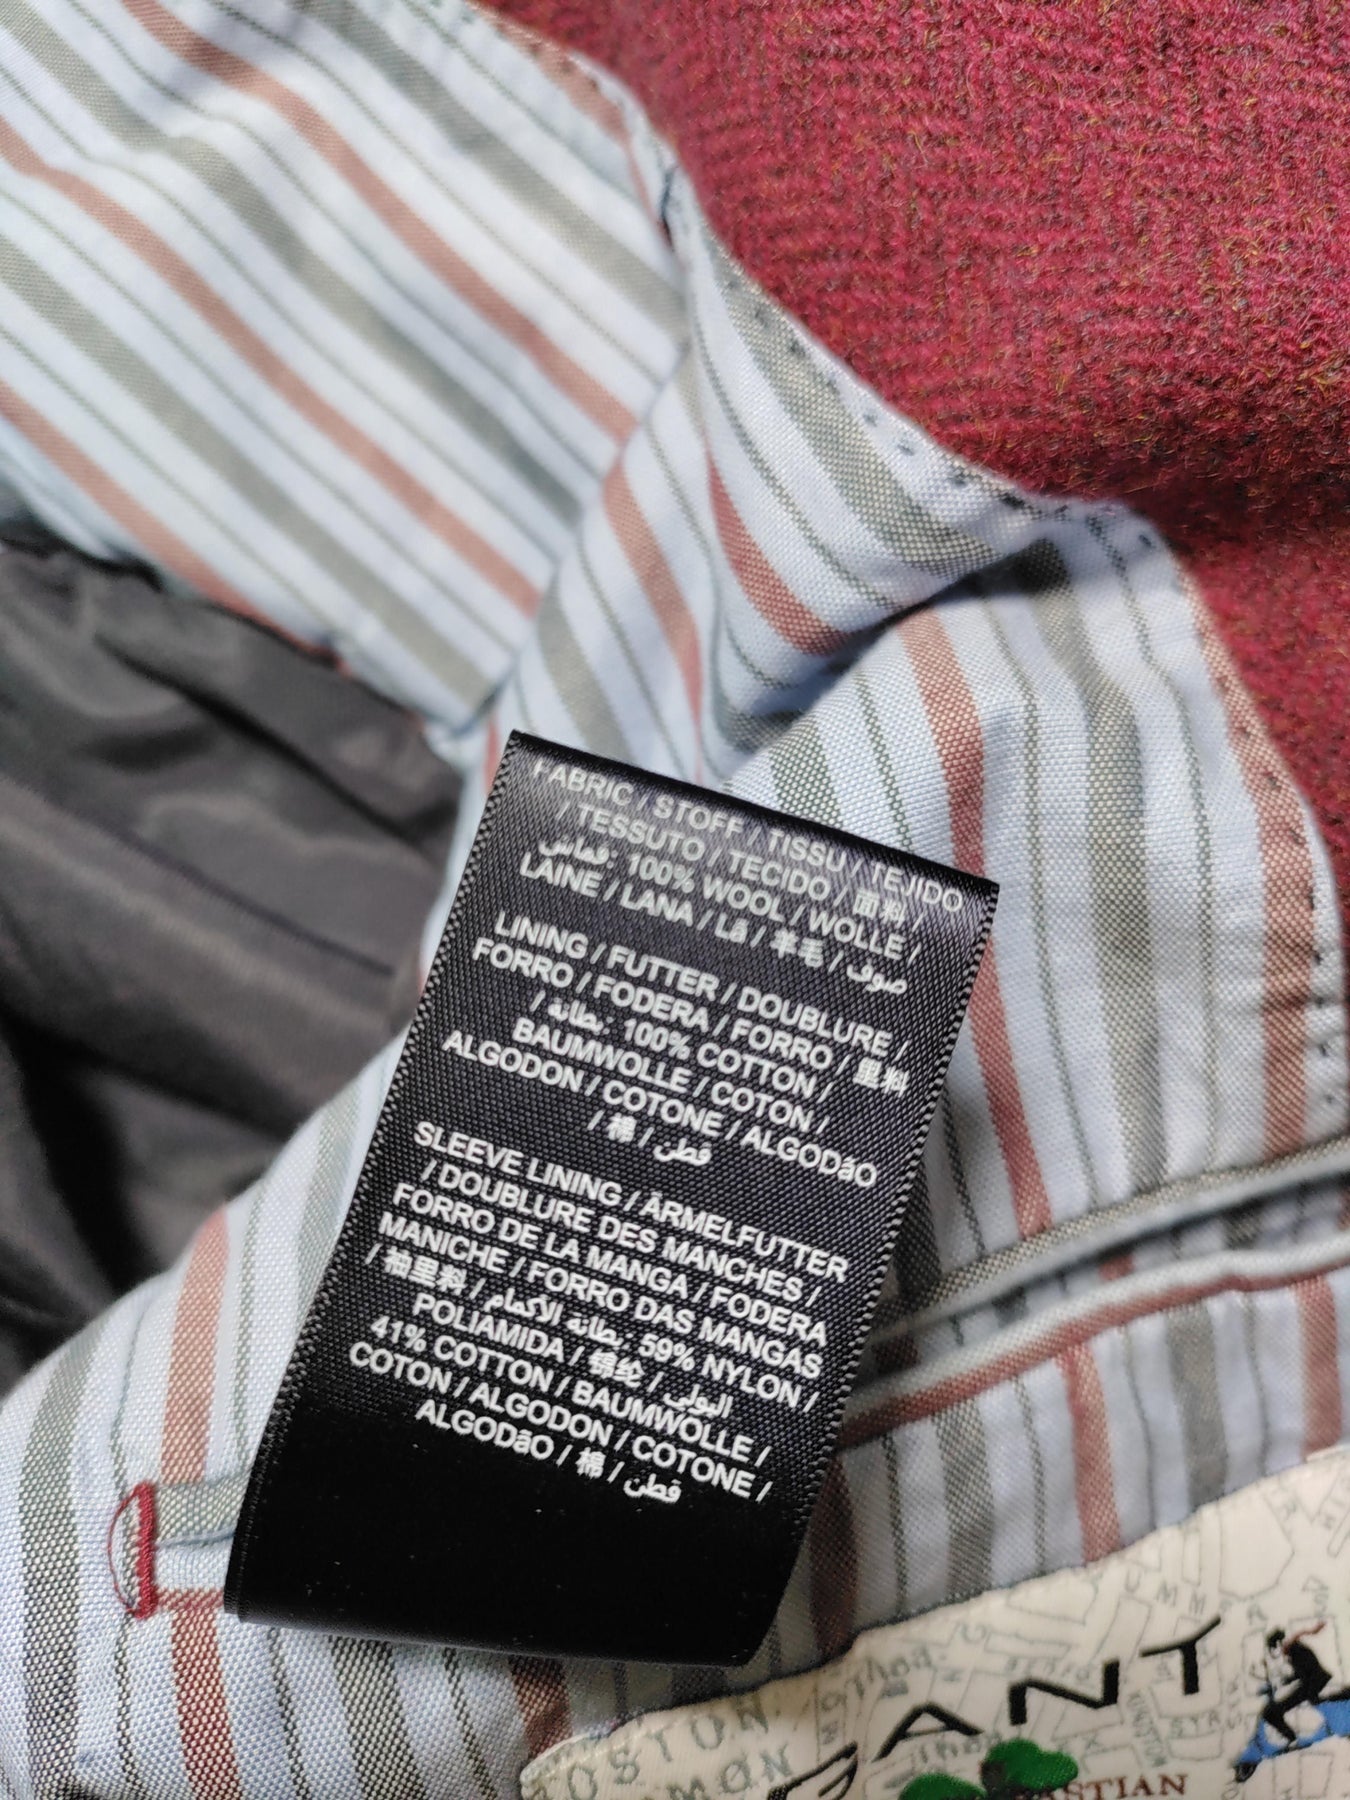 FABRIC / STOFF / TISSU / TEJIDO
/ TESSUTO / TECIDO / 面料 /
قماش: 100% WOOL / WOLLE /
LAINE / LANA / Lã / 羊毛 / صوف
LINING / FUTTER / DOUBLURE /
FORRO / FODERA / FORRO / 里料
/ بطانة: 100% COTTON /
BAUMWOLLE / COTON /
ALGODON / COTONE / ALGODãO
/ 棉 / قطن
SLEEVE LINING / ÄRMELFUTTER
/ DOUBLURE DES MANCHES /
FORRO DE LA MANGA / FODERA
MANICHE / FORRO DAS MANGAS
/ 袖里料 / بطانة الاكمام: 59% NYLON /
POLIAMIDA / 锦纶 / البولي
41% COTTON / BAUMWOLLE /
COTON / ALGODON / COTONE /
ALGODãO / 棉 / قطن
GANT
BOSTON